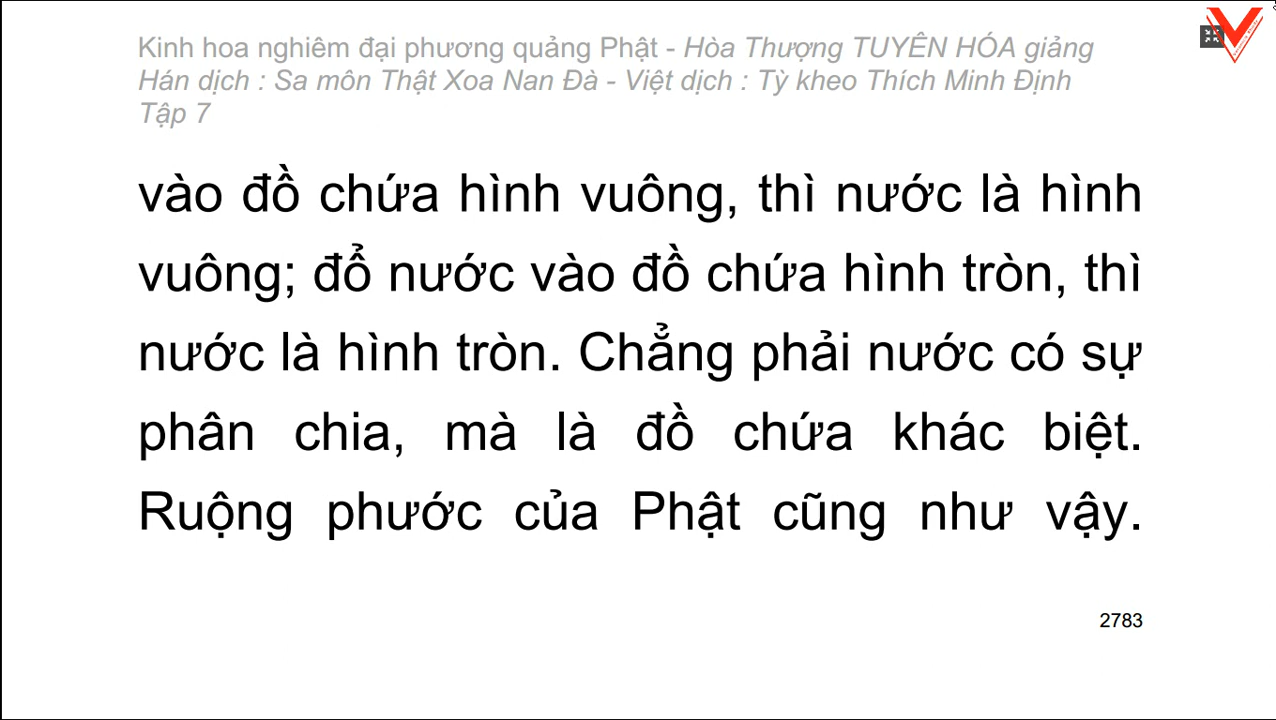 Kinh hoa nghiêm đại phương quảng Phật - Hòa Thượng TUYÊN HÓA giảng
Hán dịch : Sa môn Thật Xoa Nan Đà - Việt dịch : Tỳ kheo Thích Minh Định
Tập 7
vào đồ chứa hình vuông, thì nước là hình
vuông; đổ nước vào đồ chứa hình tròn, thì
nước là hình tròn. Chẳng phải nước có sự
phân chia, mà là đồ chứa khác biệt.
Ruộng phước của Phật cũng như vậy.
2783